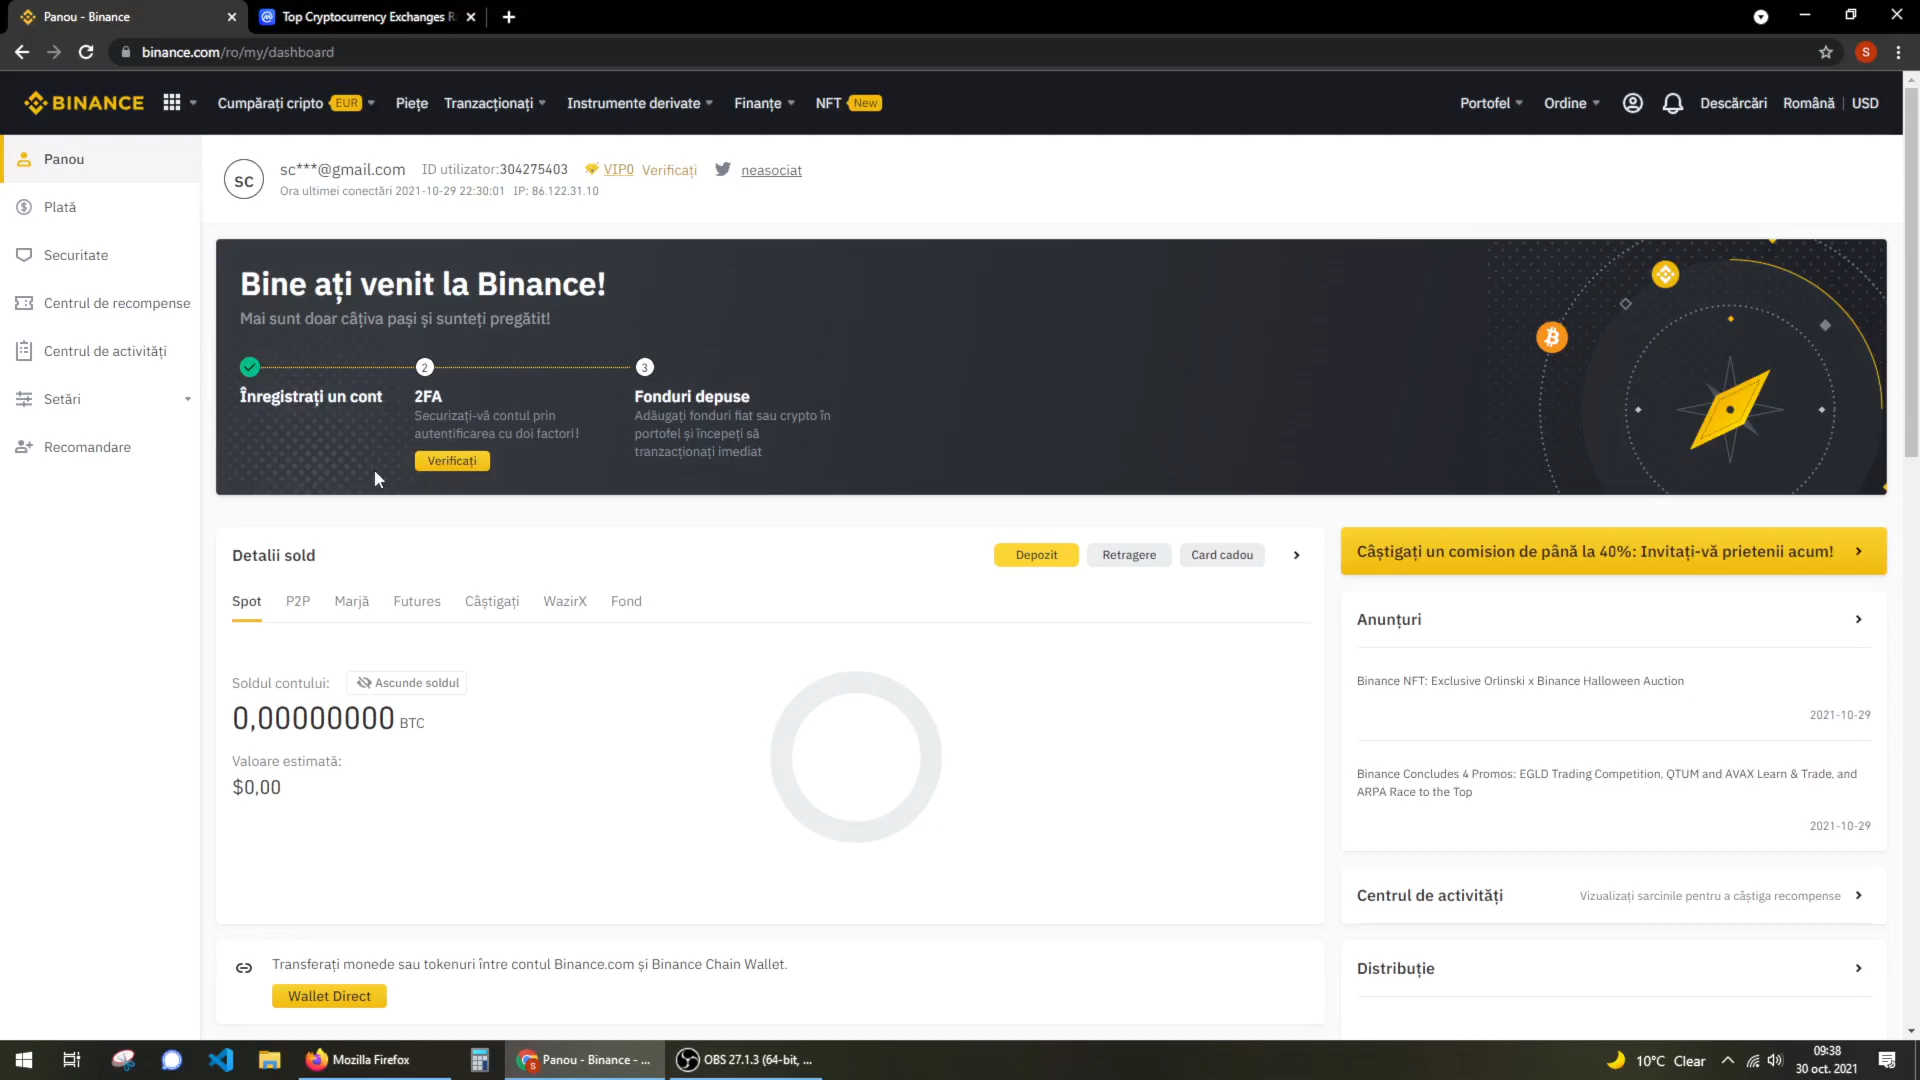 Panou - Binance
Top Cryptocurrency Exchanges R
binance.com/ro/my/dashboard
S
BINANCE
Cumpărați cripto EUR
Piețe
Tranzacționați
Instrumente derivate
Finanțe
NFT New
Portofel
Ordine
Descărcări
Română
USD
Panou
Plată
Securitate
Centrul de recompense
Centrul de activități
Setări
Recomandare
SC
sc***@gmail.com ID utilizator:304275403 VIP0 Verificați neasociat
Ora ultimei conectări 2021-10-29 22:30:01 IP: 86.122.31.10
Bine ați venit la Binance!
Mai sunt doar câțiva pași și sunteți pregătit!
2
3
Înregistrați un cont
2FA
Securizați-vă contul prin
autentificarea cu doi factori!
Verificați
Fonduri depuse
Adăugați fonduri fiat sau crypto în
portofel și începeți să
tranzacționați imediat
Detalii sold
Depozit
Retragere
Card cadou
Spot
P2P
Marjă
Futures
Câștigați
WazirX
Fond
Soldul contului:
Ascunde soldul
0,00000000 BTC
Valoare estimată:
$0,00
Transferați monede sau tokenuri între contul Binance.com și Binance Chain Wallet.
Wallet Direct
Câștigați un comision de până la 40%: Invitați-vă prietenii acum!
Anunțuri
Binance NFT: Exclusive Orlinski x Binance Halloween Auction
2021-10-29
Binance Concludes 4 Promos: EGLD Trading Competition, QTUM and AVAX Learn & Trade, and
ARPA Race to the Top
2021-10-29
Centrul de activități
Vizualizați sarcinile pentru a câștiga recompense
Distribuție
Mozilla Firefox
Panou - Binance - ...
OBS 27.1.3 (64-bit, ...
10°C Clear
09:38
30 oct. 2021